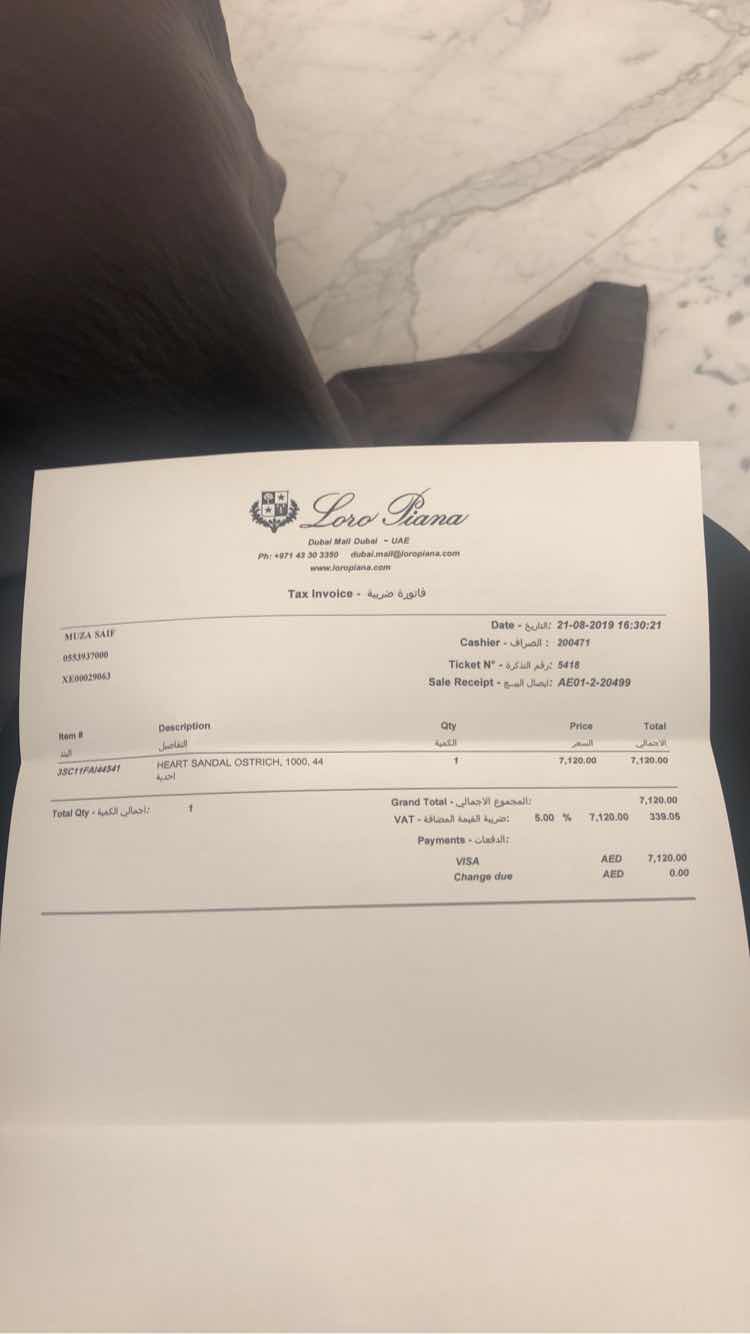 Loro Piana
Dubai Mall Dubai - UAE
Ph: +971 43 30 3350 dubai.mall@loropiana.com
www.loropiana.com
Tax Invoice - فاتورة ضريبة
MUZA SAIF
0553937000
XE00029063
Date - التاريخ: 21-08-2019 16:30:21
Cashier - الصراف : 200471
Ticket N° - رقم التذكرة: 5418
Sale Receipt - ايصال البيع: AE01-2-20499
Item # Description Qty Price Total
البند التفاصيل الكمية السعر الاجمالي
3SC11FAI44541 HEART SANDAL OSTRICH, 1000, 44 1 7,120.00 7,120.00
احذية
Total Qty - اجمالي الكمية: 1
Grand Total - المجموع الاجمالي: 7,120.00
VAT - ضريبة القيمة المضافة: 5.00 % 7,120.00 339.05
Payments - الدفعات:
VISA AED 7,120.00
Change due AED 0.00